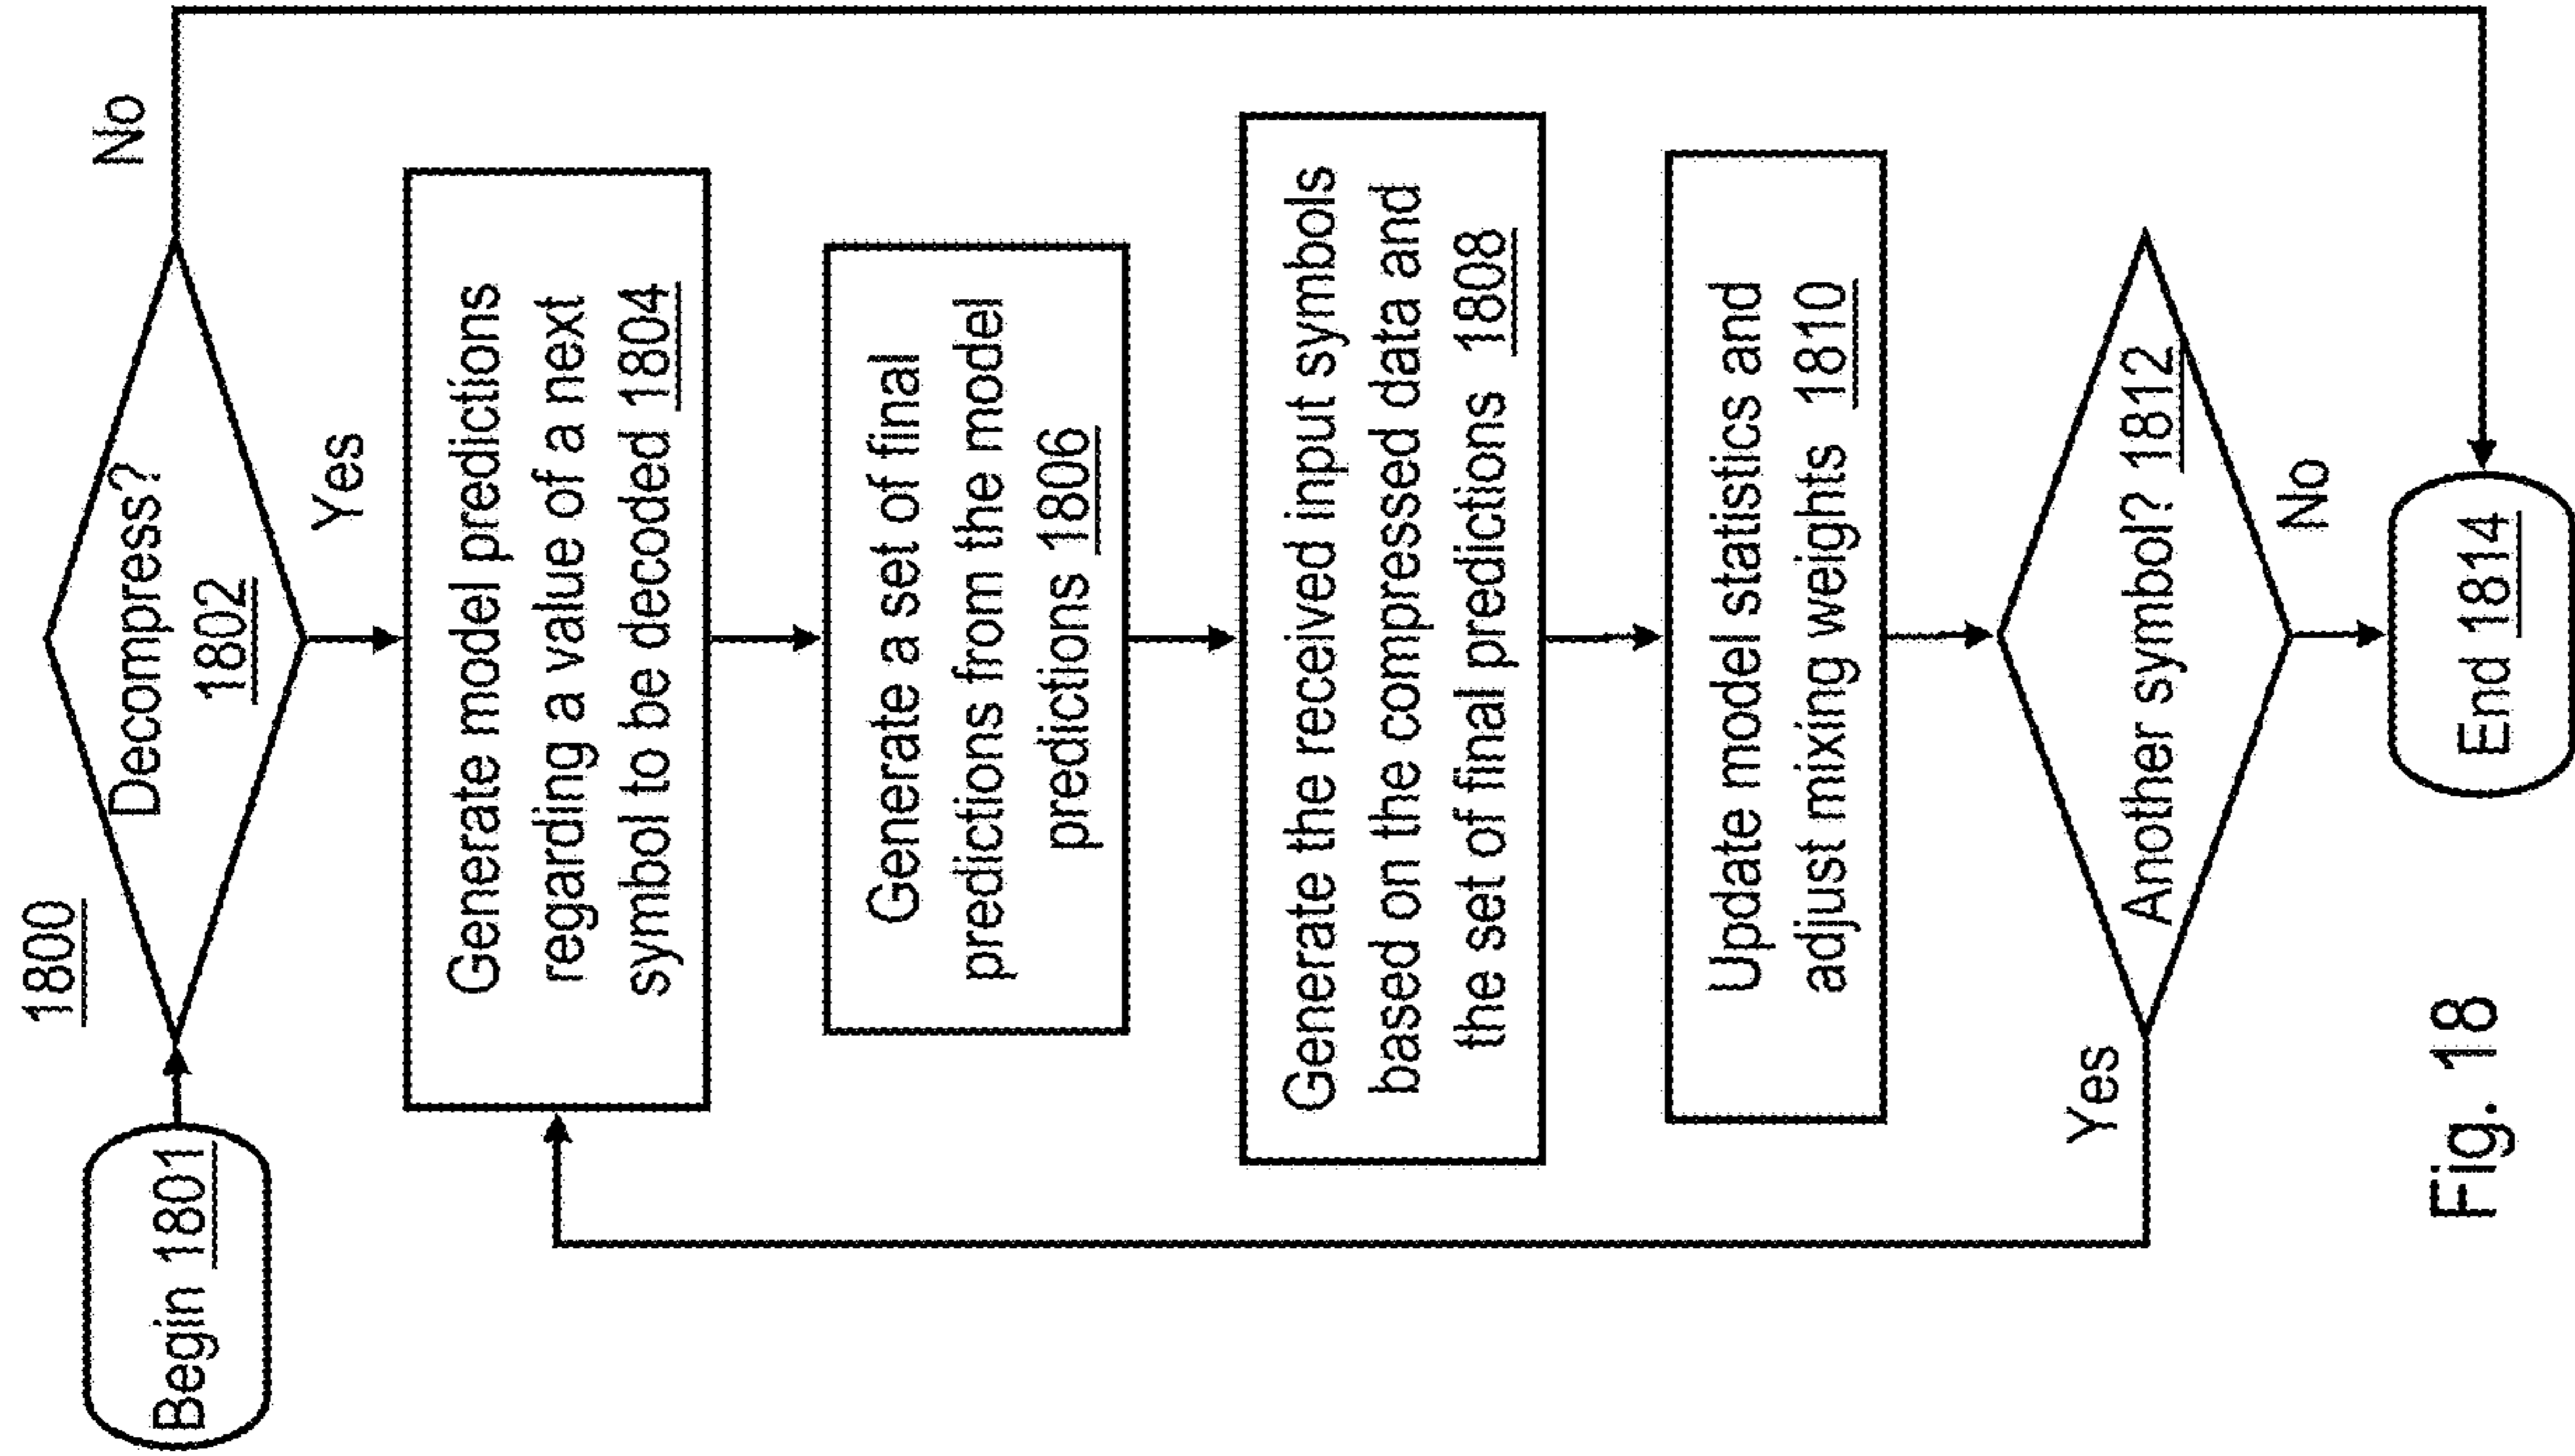 1800
Begin 1801
Decompress?
1802
No
Yes
Generate model predictions
regarding a value of a next
symbol to be decoded 1804
Generate a set of final
predictions from the model
predictions 1806
Generate the received input symbols
based on the compressed data and
the set of final predictions 1808
Update model statistics and
adjust mixing weights 1810
Another symbol? 1812
Yes
No
End 1814
Fig. 18